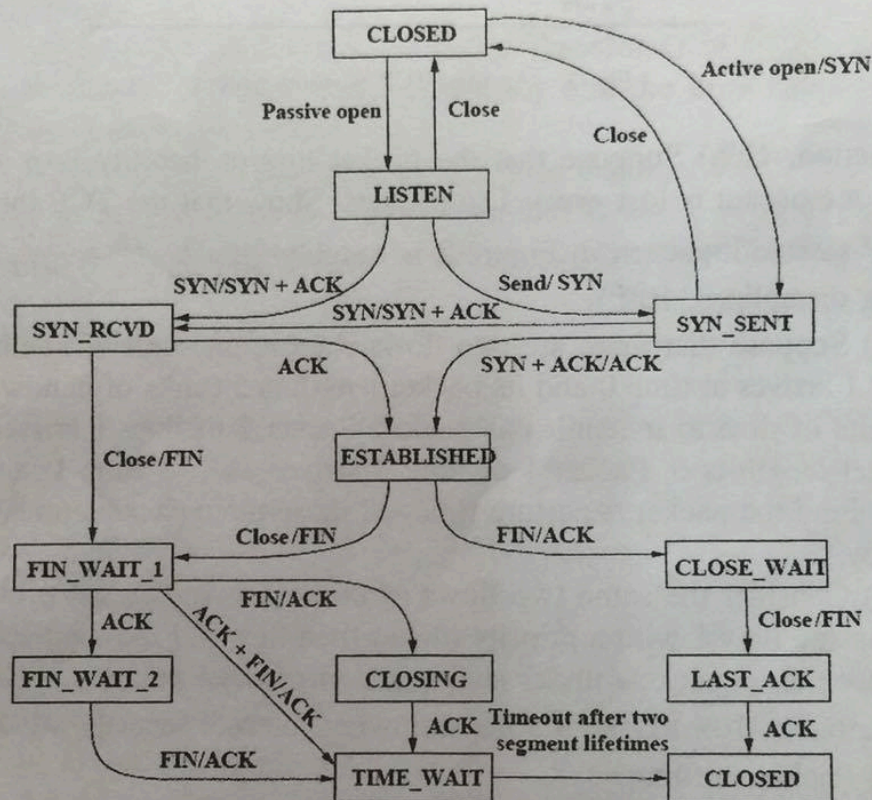 CLOSED
Active open/SYN
Passive open
Close
Close
LISTEN
SYN/SYN + ACK
Send/ SYN
SYN/SYN + ACK
SYN_RCVD
SYN_SENT
ACK
SYN + ACK/ACK
Close/FIN
ESTABLISHED
Close/FIN
FIN/ACK
FIN_WAIT_1
CLOSE_WAIT
FIN/ACK
ACK
ACK + FIN/ACK
Close/FIN
FIN_WAIT_2
CLOSING
LAST_ACK
ACK
Timeout after two
segment lifetimes
ACK
FIN/ACK
TIME_WAIT
CLOSED